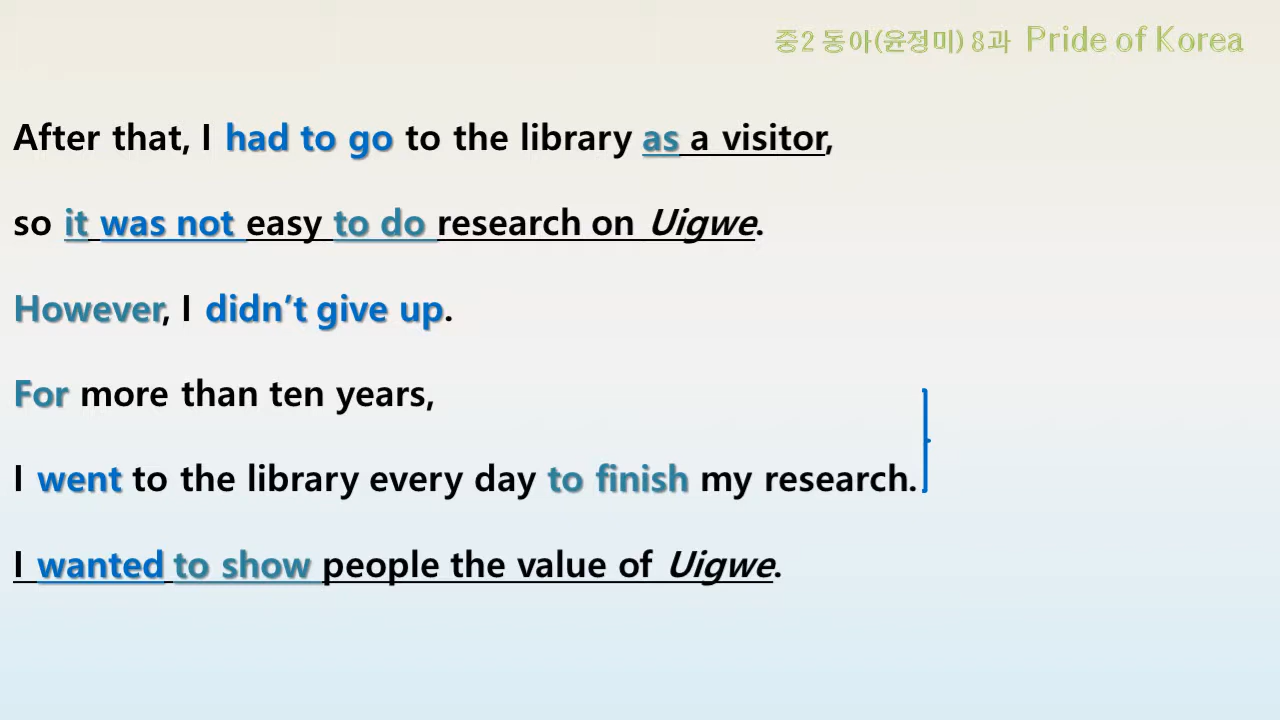 중2 동아(윤정미) 8과 Pride of Korea
After that, I had to go to the library as a visitor,
so it was not easy to do research on Uigwe.
However, I didn’t give up.
For more than ten years,
I went to the library every day to finish my research.
I wanted to show people the value of Uigwe.